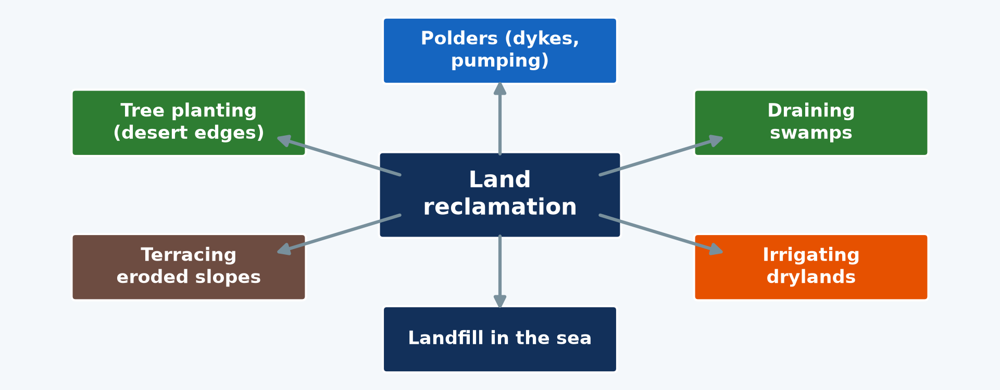 Polders (dykes,
pumping)
Tree planting
(desert edges)
Draining
swamps
Land
reclamation
Terracing
eroded slopes
Irrigating
drylands
Landfill in the sea